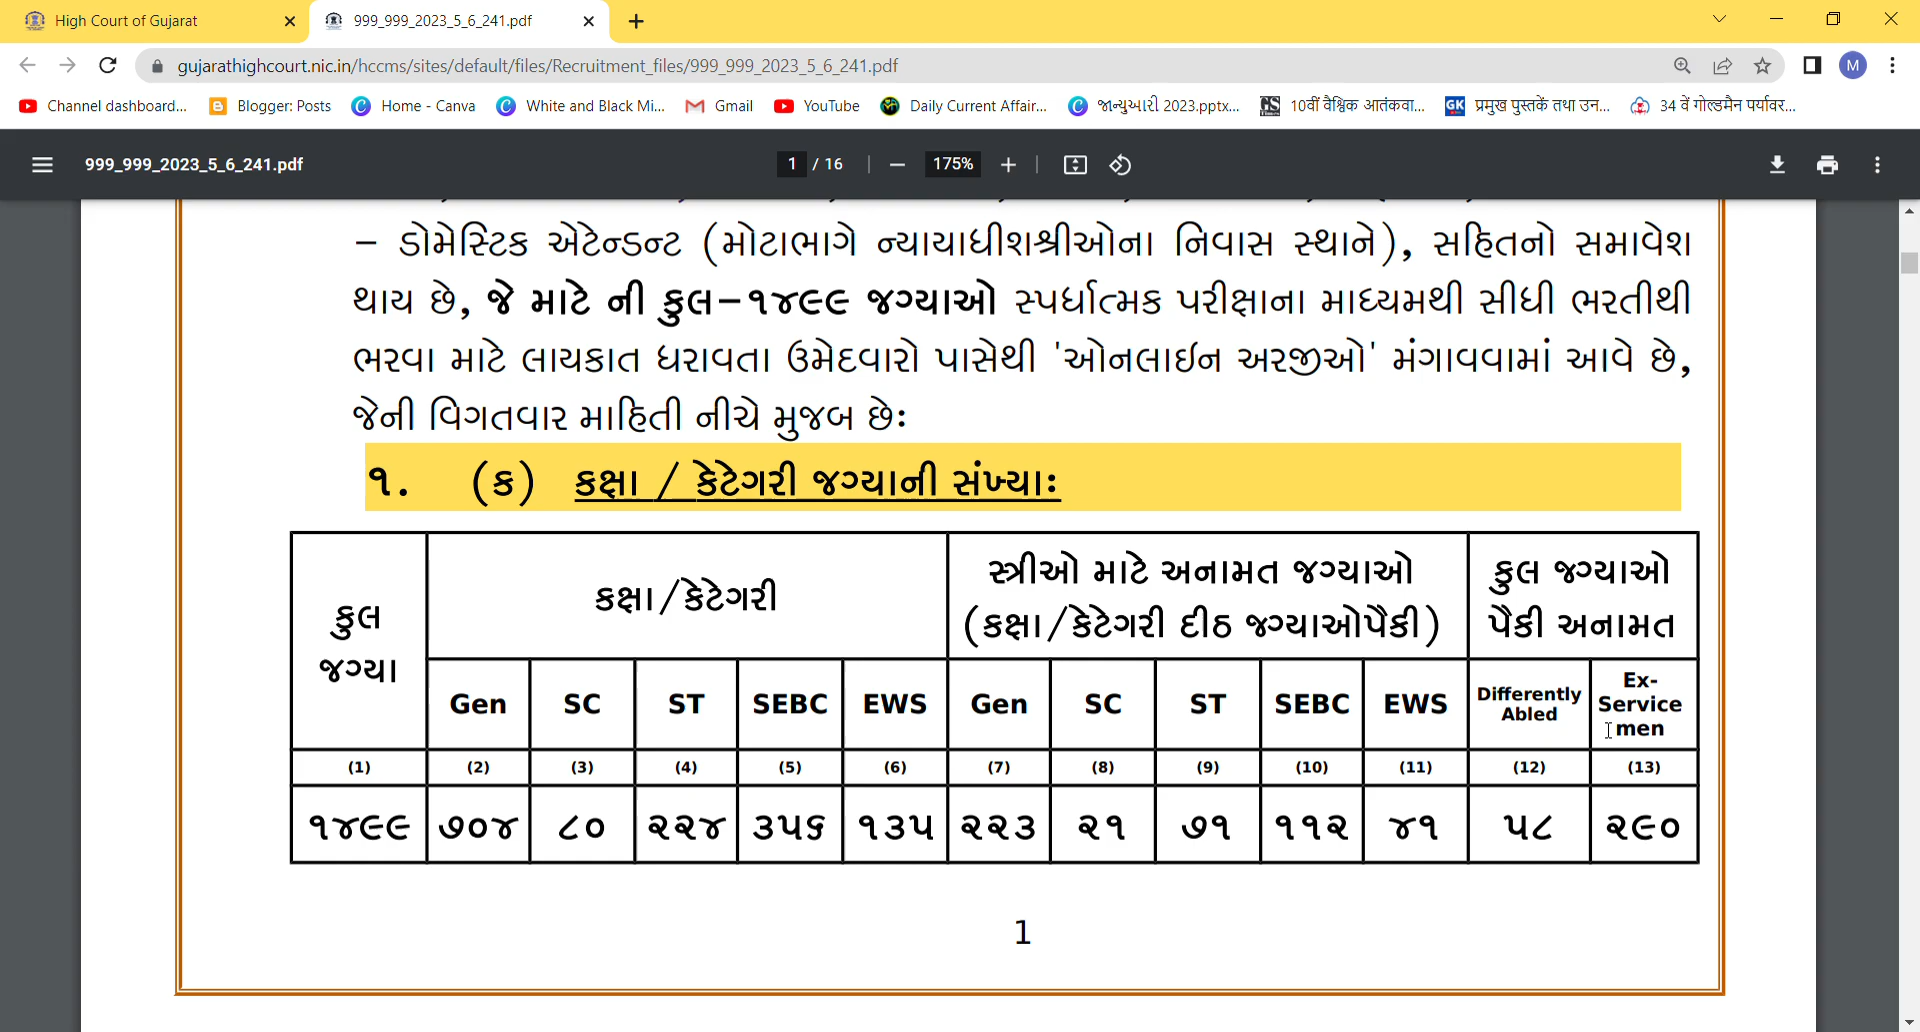 High Court of Gujarat
999_999_2023_5_6_241.pdf
gujarathighcourt.nic.in/hccms/sites/default/files/Recruitment_files/999_999_2023_5_6_241.pdf
M
Channel dashboard...
Blogger: Posts
Home - Canva
White and Black Mi...
Gmail
YouTube
Daily Current Affair...
જાન્યુઆરી 2023.pptx...
10वीं वैश्विक आतंकवा...
प्रमुख पुस्तकें तथा उन...
34 वें गोल्डमैन पर्यावर...
999_999_2023_5_6_241.pdf
1 / 16
175%
– ડોમેસ્ટિક એટેન્ડન્ટ (મોટાભાગે ન્યાયાધીશશ્રીઓના નિવાસ સ્થાને), સહિતનો સમાવેશ
થાય છે, જે માટે ની કુલ–૧૪૯૯ જગ્યાઓ સ્પર્ધાત્મક પરીક્ષાના માધ્યમથી સીધી ભરતીથી
ભરવા માટે લાયકાત ધરાવતા ઉમેદવારો પાસેથી 'ઓનલાઈન અરજીઓ' મંગાવવામાં આવે છે,
જેની વિગતવાર માહિતી નીચે મુજબ છેઃ
૧. (ક) કક્ષા / કેટેગરી જગ્યાની સંખ્યાઃ
કુલ
જગ્યા
કક્ષા/કેટેગરી
સ્ત્રીઓ માટે અનામત જગ્યાઓ
(કક્ષા/કેટેગરી દીઠ જગ્યાઓપૈકી)
કુલ જગ્યાઓ
પૈકી અનામત
Gen SC ST SEBC EWS Gen SC ST SEBC EWS
Differently
Abled
Ex-
Service
men
(1) (2) (3) (4) (5) (6) (7) (8) (9) (10) (11) (12) (13)
૧૪૯૯ ૭૦૪ ૮૦ ૨૨૪ ૩૫૬ ૧૩૫ ૨૨૩ ૨૧ ૭૧ ૧૧૨ ૪૧ ૫૮ ૨૯૦
1